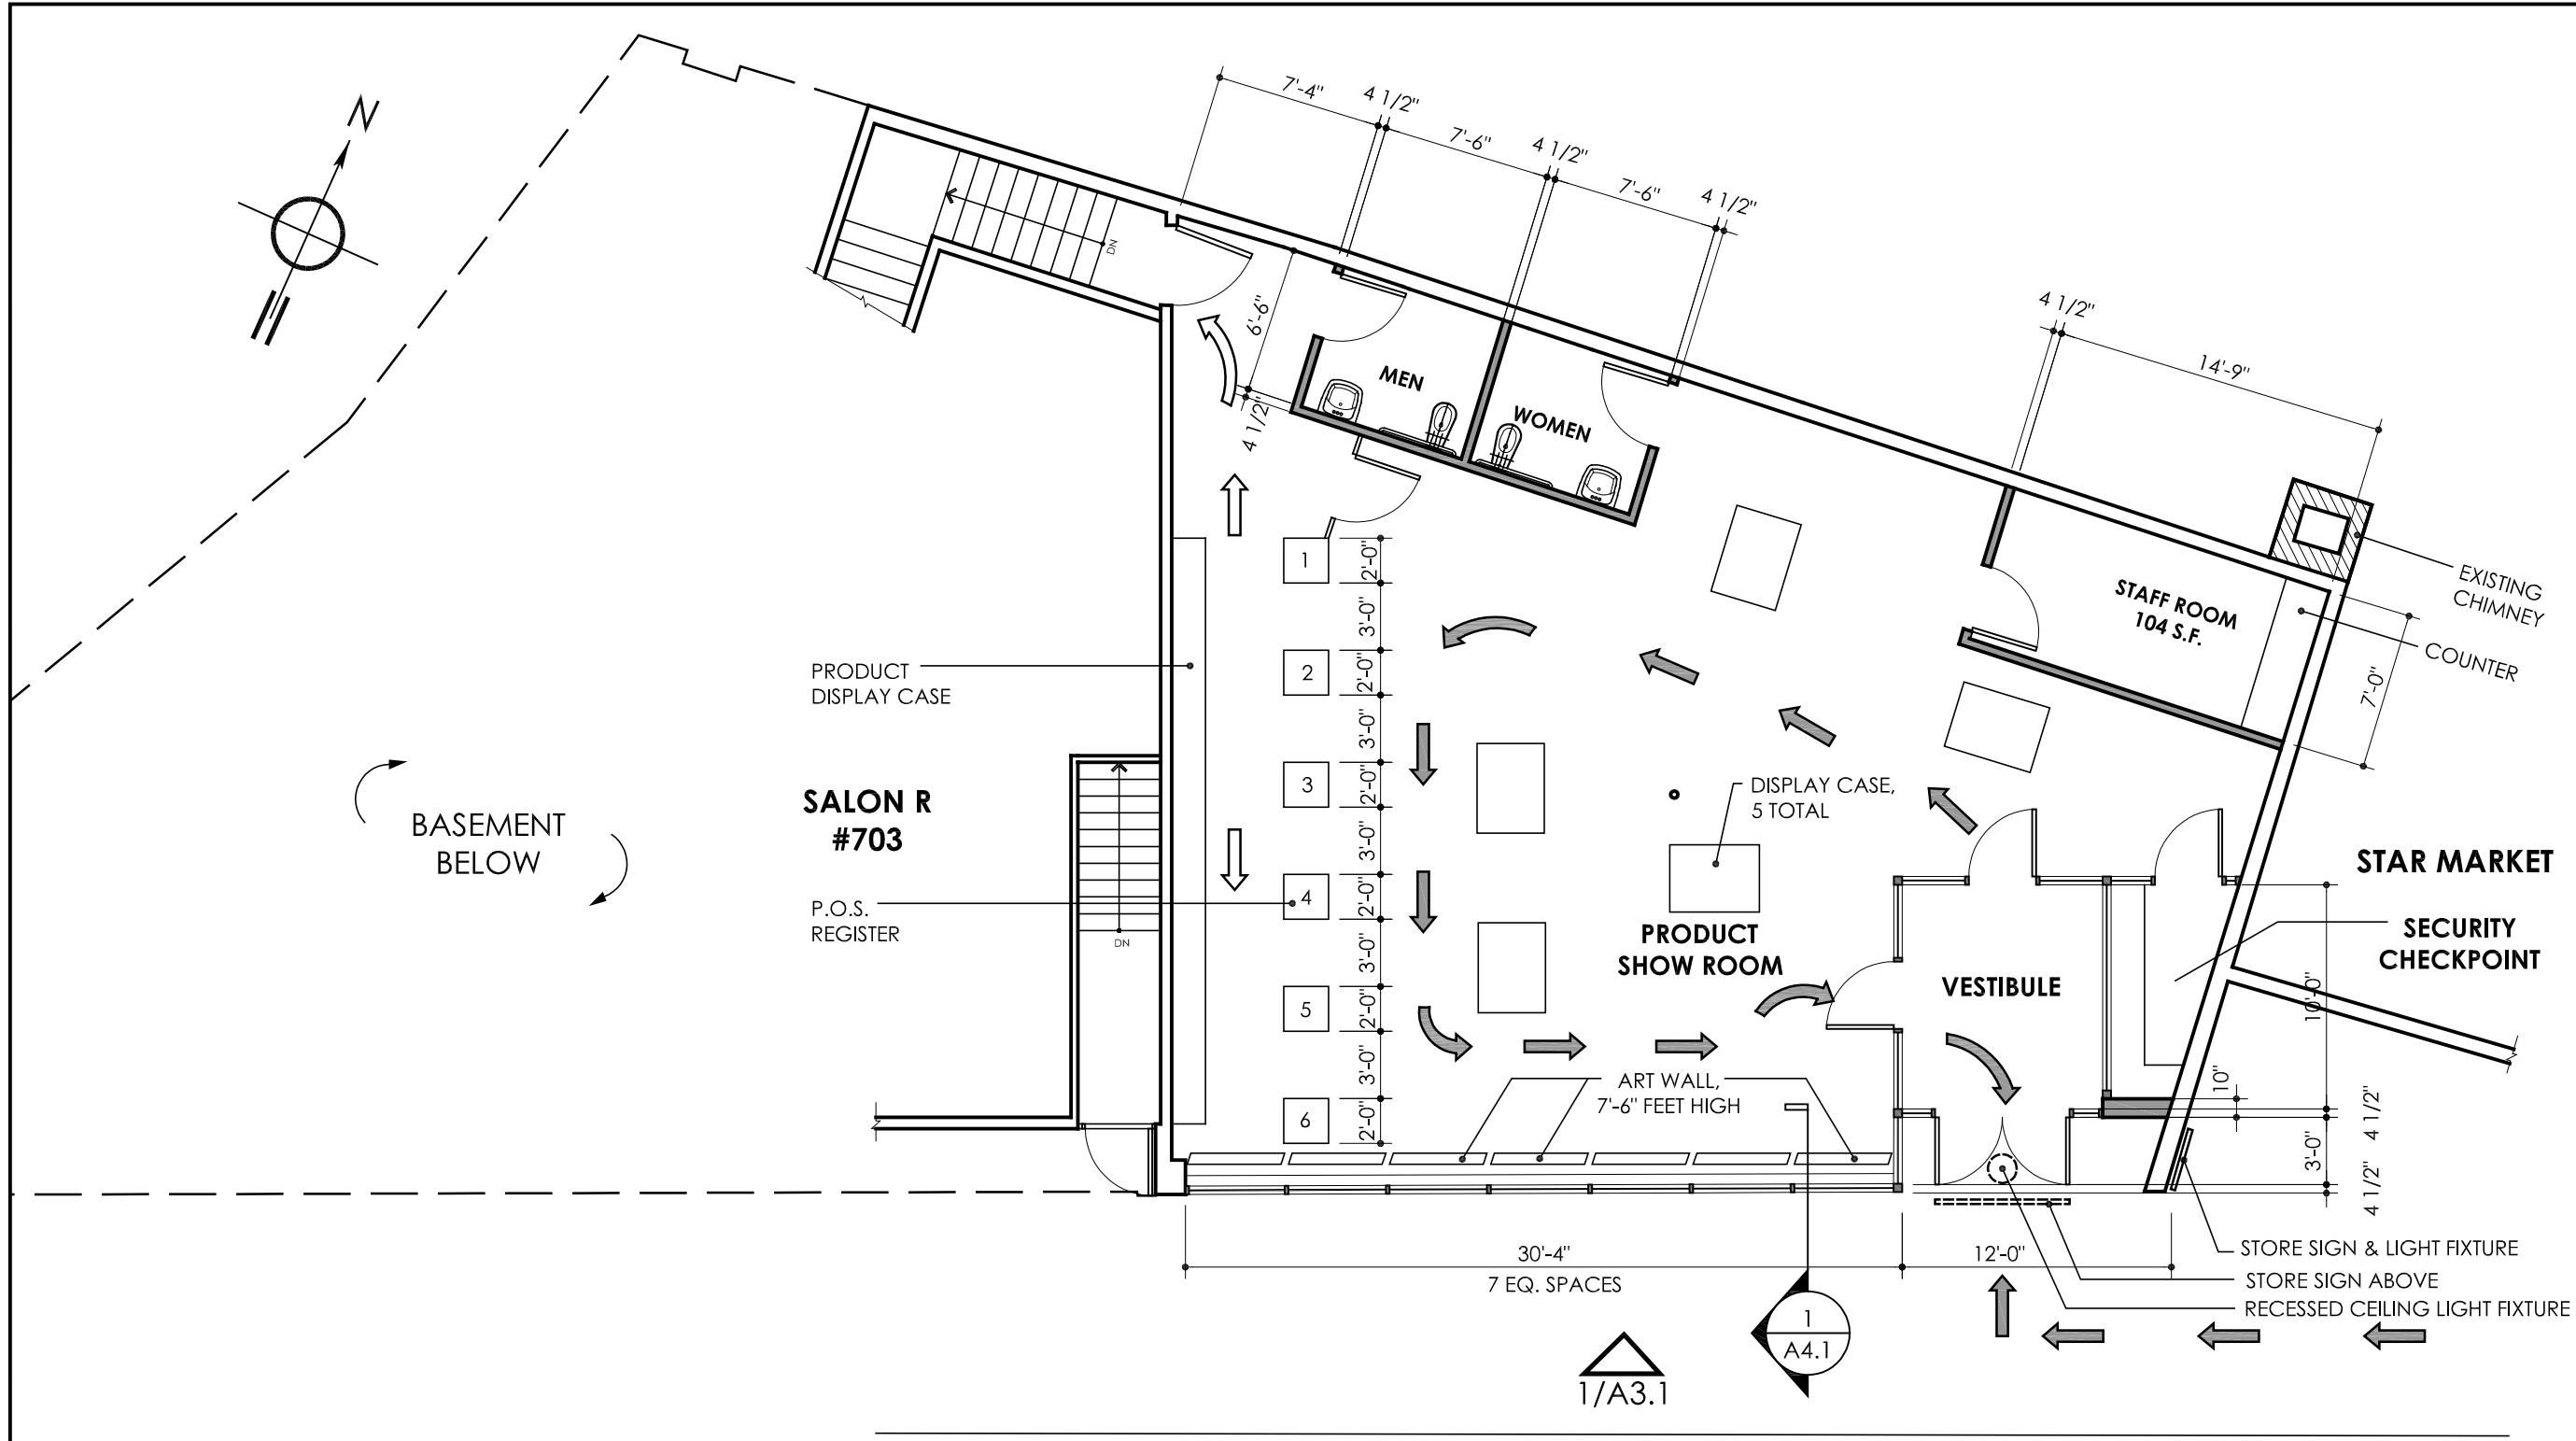 N
7'-4"
4 1/2"
7'-6"
4 1/2"
7'-6"
4 1/2"
4 1/2"
14'-9"
DN
6'-6"
4 1/2"
MEN
WOMEN
STAFF ROOM
104 S.F.
EXISTING
CHIMNEY
COUNTER
7'-0"
PRODUCT
DISPLAY CASE
SALON R
#703
BASEMENT
BELOW
P.O.S.
REGISTER
DN
1
2
3
4
5
6
2'-0"
3'-0"
2'-0"
3'-0"
2'-0"
3'-0"
2'-0"
3'-0"
2'-0"
3'-0"
2'-0"
DISPLAY CASE,
5 TOTAL
PRODUCT
SHOW ROOM
VESTIBULE
STAR MARKET
SECURITY
CHECKPOINT
10'-0"
10"
4 1/2"
3'-0"
4 1/2"
ART WALL,
7'-6" FEET HIGH
30'-4"
7 EQ. SPACES
12'-0"
STORE SIGN & LIGHT FIXTURE
STORE SIGN ABOVE
RECESSED CEILING LIGHT FIXTURE
1
A4.1
1/A3.1